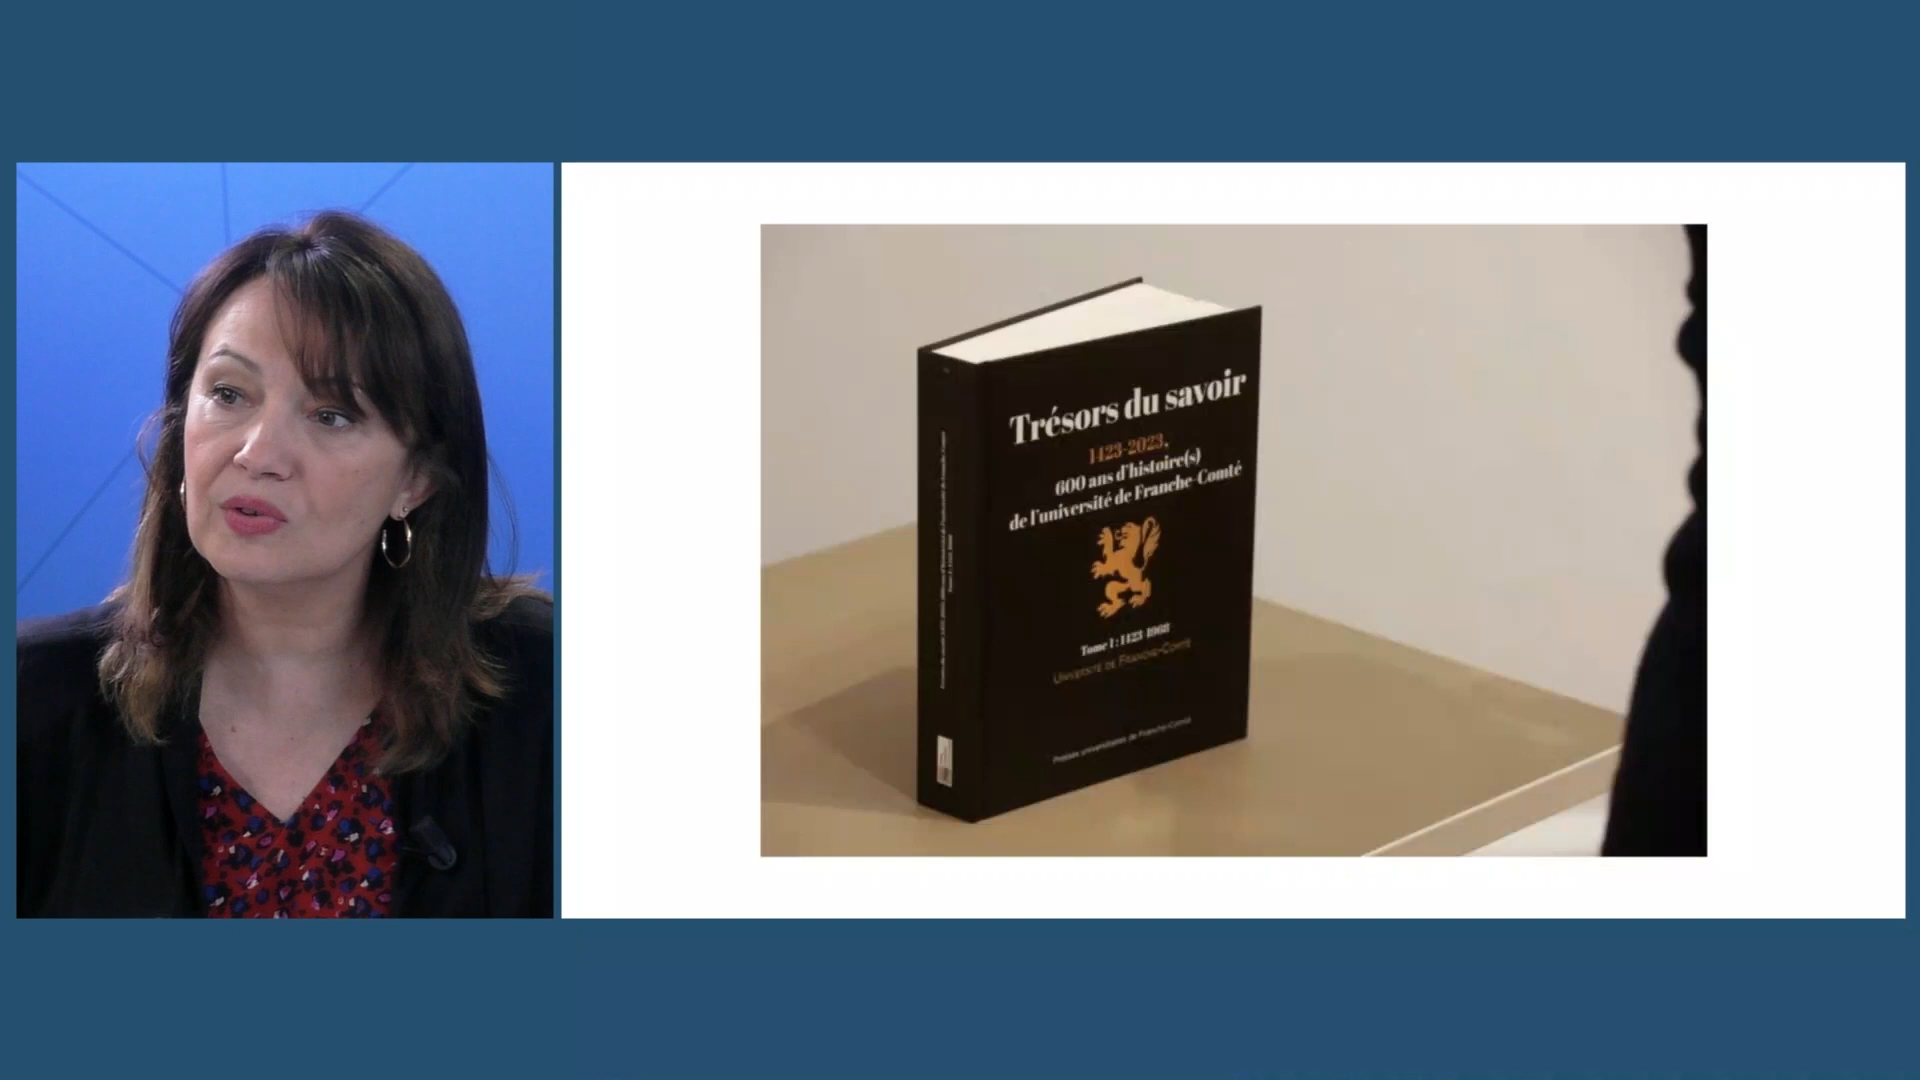 Trésors du savoir
1423-2023,
600 ans d'histoire(s)
de l'université de Franche-Comté
Tome 1 : 1423-1968
Université de Franche-Comté
Presses universitaires de Franche-Comté